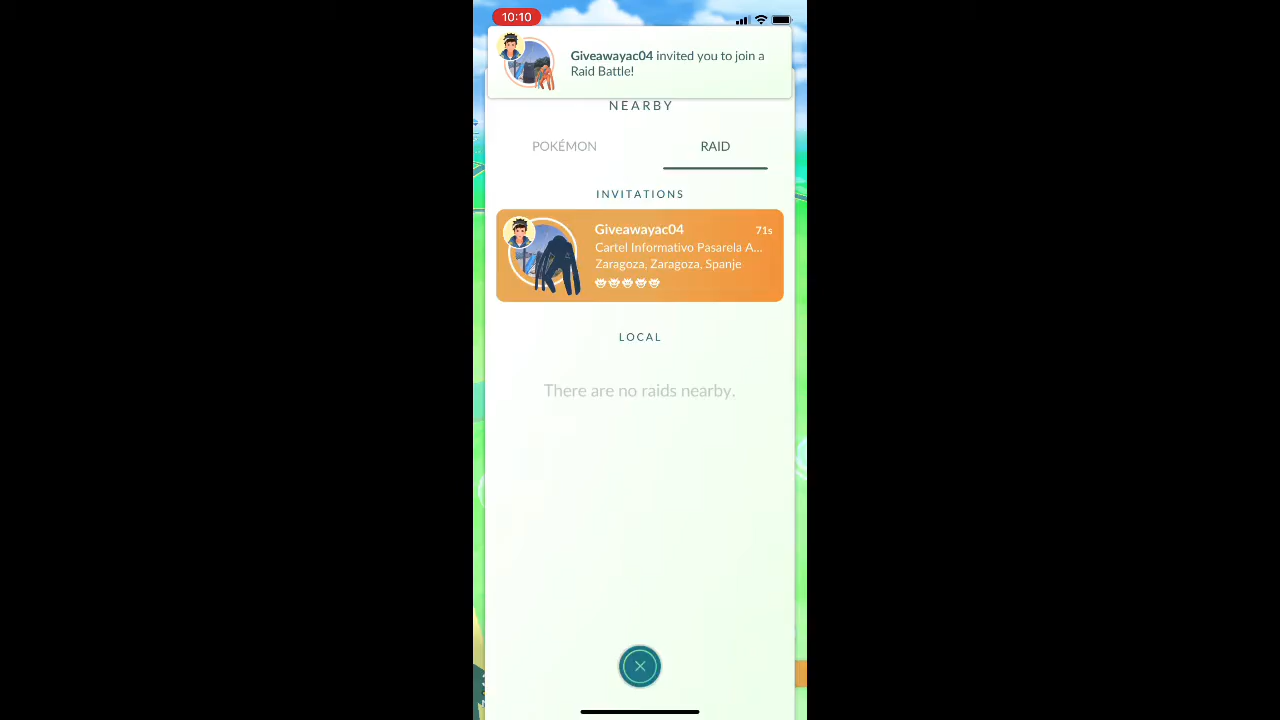 10:10
Giveawayac04 invited you to join a
Raid Battle!
NEARBY
POKÉMON
RAID
INVITATIONS
Giveawayac04
71s
Cartel Informativo Pasarela A...
Zaragoza, Zaragoza, Spanje
LOCAL
There are no raids nearby.